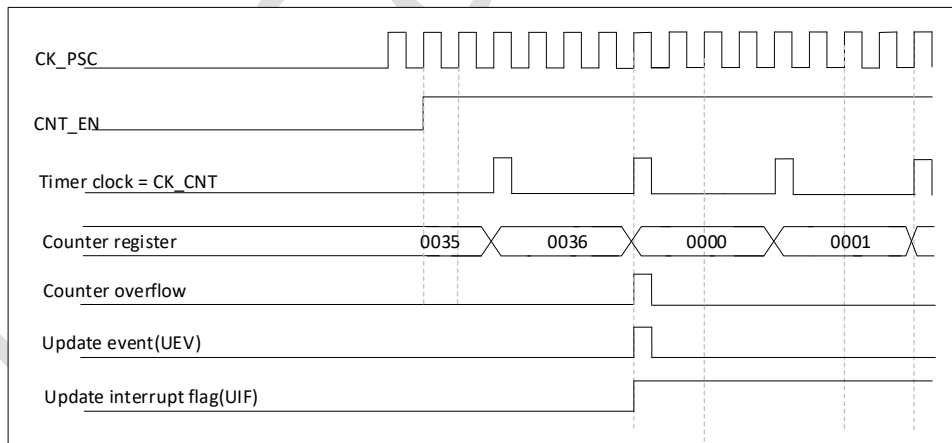 CK_PSC
CNT_EN
Timer clock = CK_CNT
Counter register 0035 0036 0000 0001
Counter overflow
Update event(UEV)
Update interrupt flag(UIF)